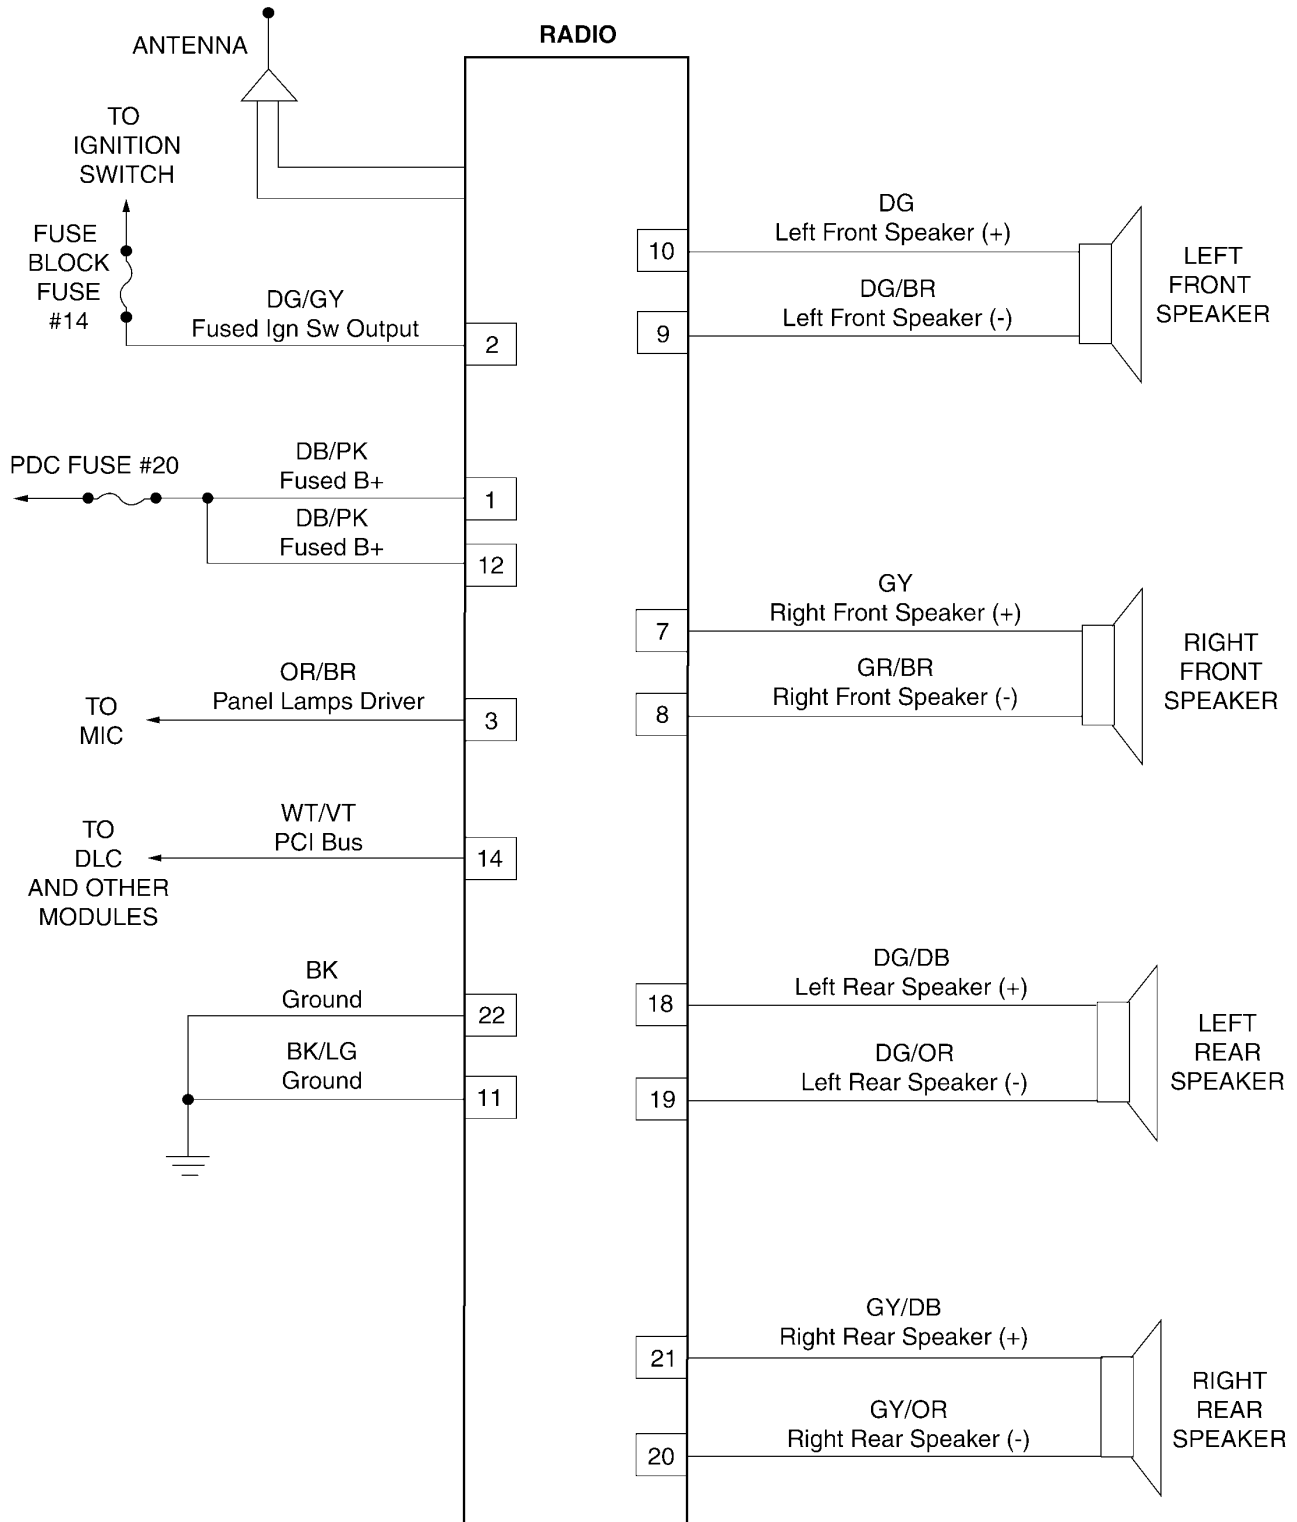 RADIO
ANTENNA
TO
IGNITION
SWITCH
FUSE
BLOCK
FUSE
#14
DG/GY
Fused Ign Sw Output
2
PDC FUSE #20
DB/PK
Fused B+
1
DB/PK
Fused B+
12
TO
MIC
OR/BR
Panel Lamps Driver
3
TO
DLC
AND OTHER
MODULES
WT/VT
PCI Bus
14
BK
Ground
22
BK/LG
Ground
11
10
DG
Left Front Speaker (+)
9
DG/BR
Left Front Speaker (-)
LEFT
FRONT
SPEAKER
7
GY
Right Front Speaker (+)
8
GR/BR
Right Front Speaker (-)
RIGHT
FRONT
SPEAKER
18
DG/DB
Left Rear Speaker (+)
19
DG/OR
Left Rear Speaker (-)
LEFT
REAR
SPEAKER
21
GY/DB
Right Rear Speaker (+)
20
GY/OR
Right Rear Speaker (-)
RIGHT
REAR
SPEAKER